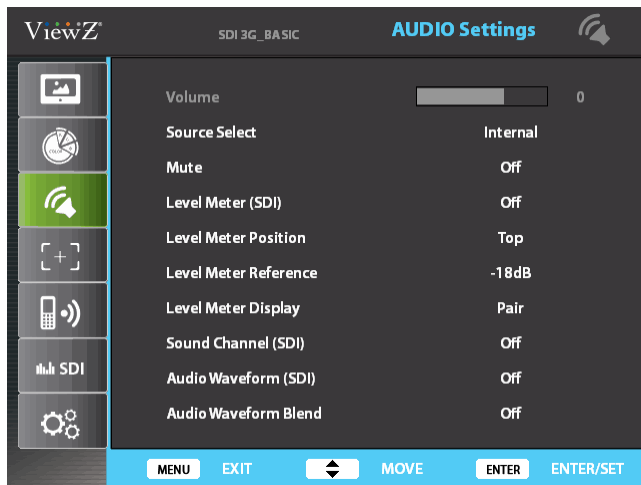 ViewZ SDI 3G_BASIC AUDIO Settings
Volume 0
Source Select Internal
Mute Off
Level Meter (SDI) Off
Level Meter Position Top
Level Meter Reference -18dB
Level Meter Display Pair
Sound Channel (SDI) Off
Audio Waveform (SDI) Off
Audio Waveform Blend Off
COLOR
SDI
MENU EXIT MOVE ENTER ENTER/SET